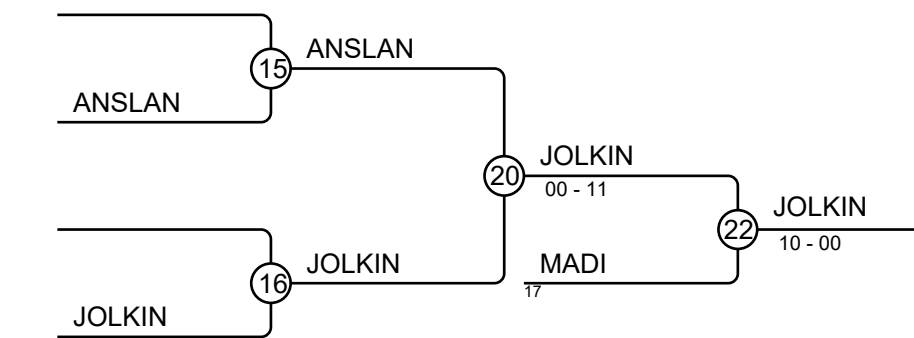 ANSLAN
15
ANSLAN
JOLKIN
20
00 - 11
JOLKIN
22
10 - 00
JOLKIN
16
MADI
17
JOLKIN